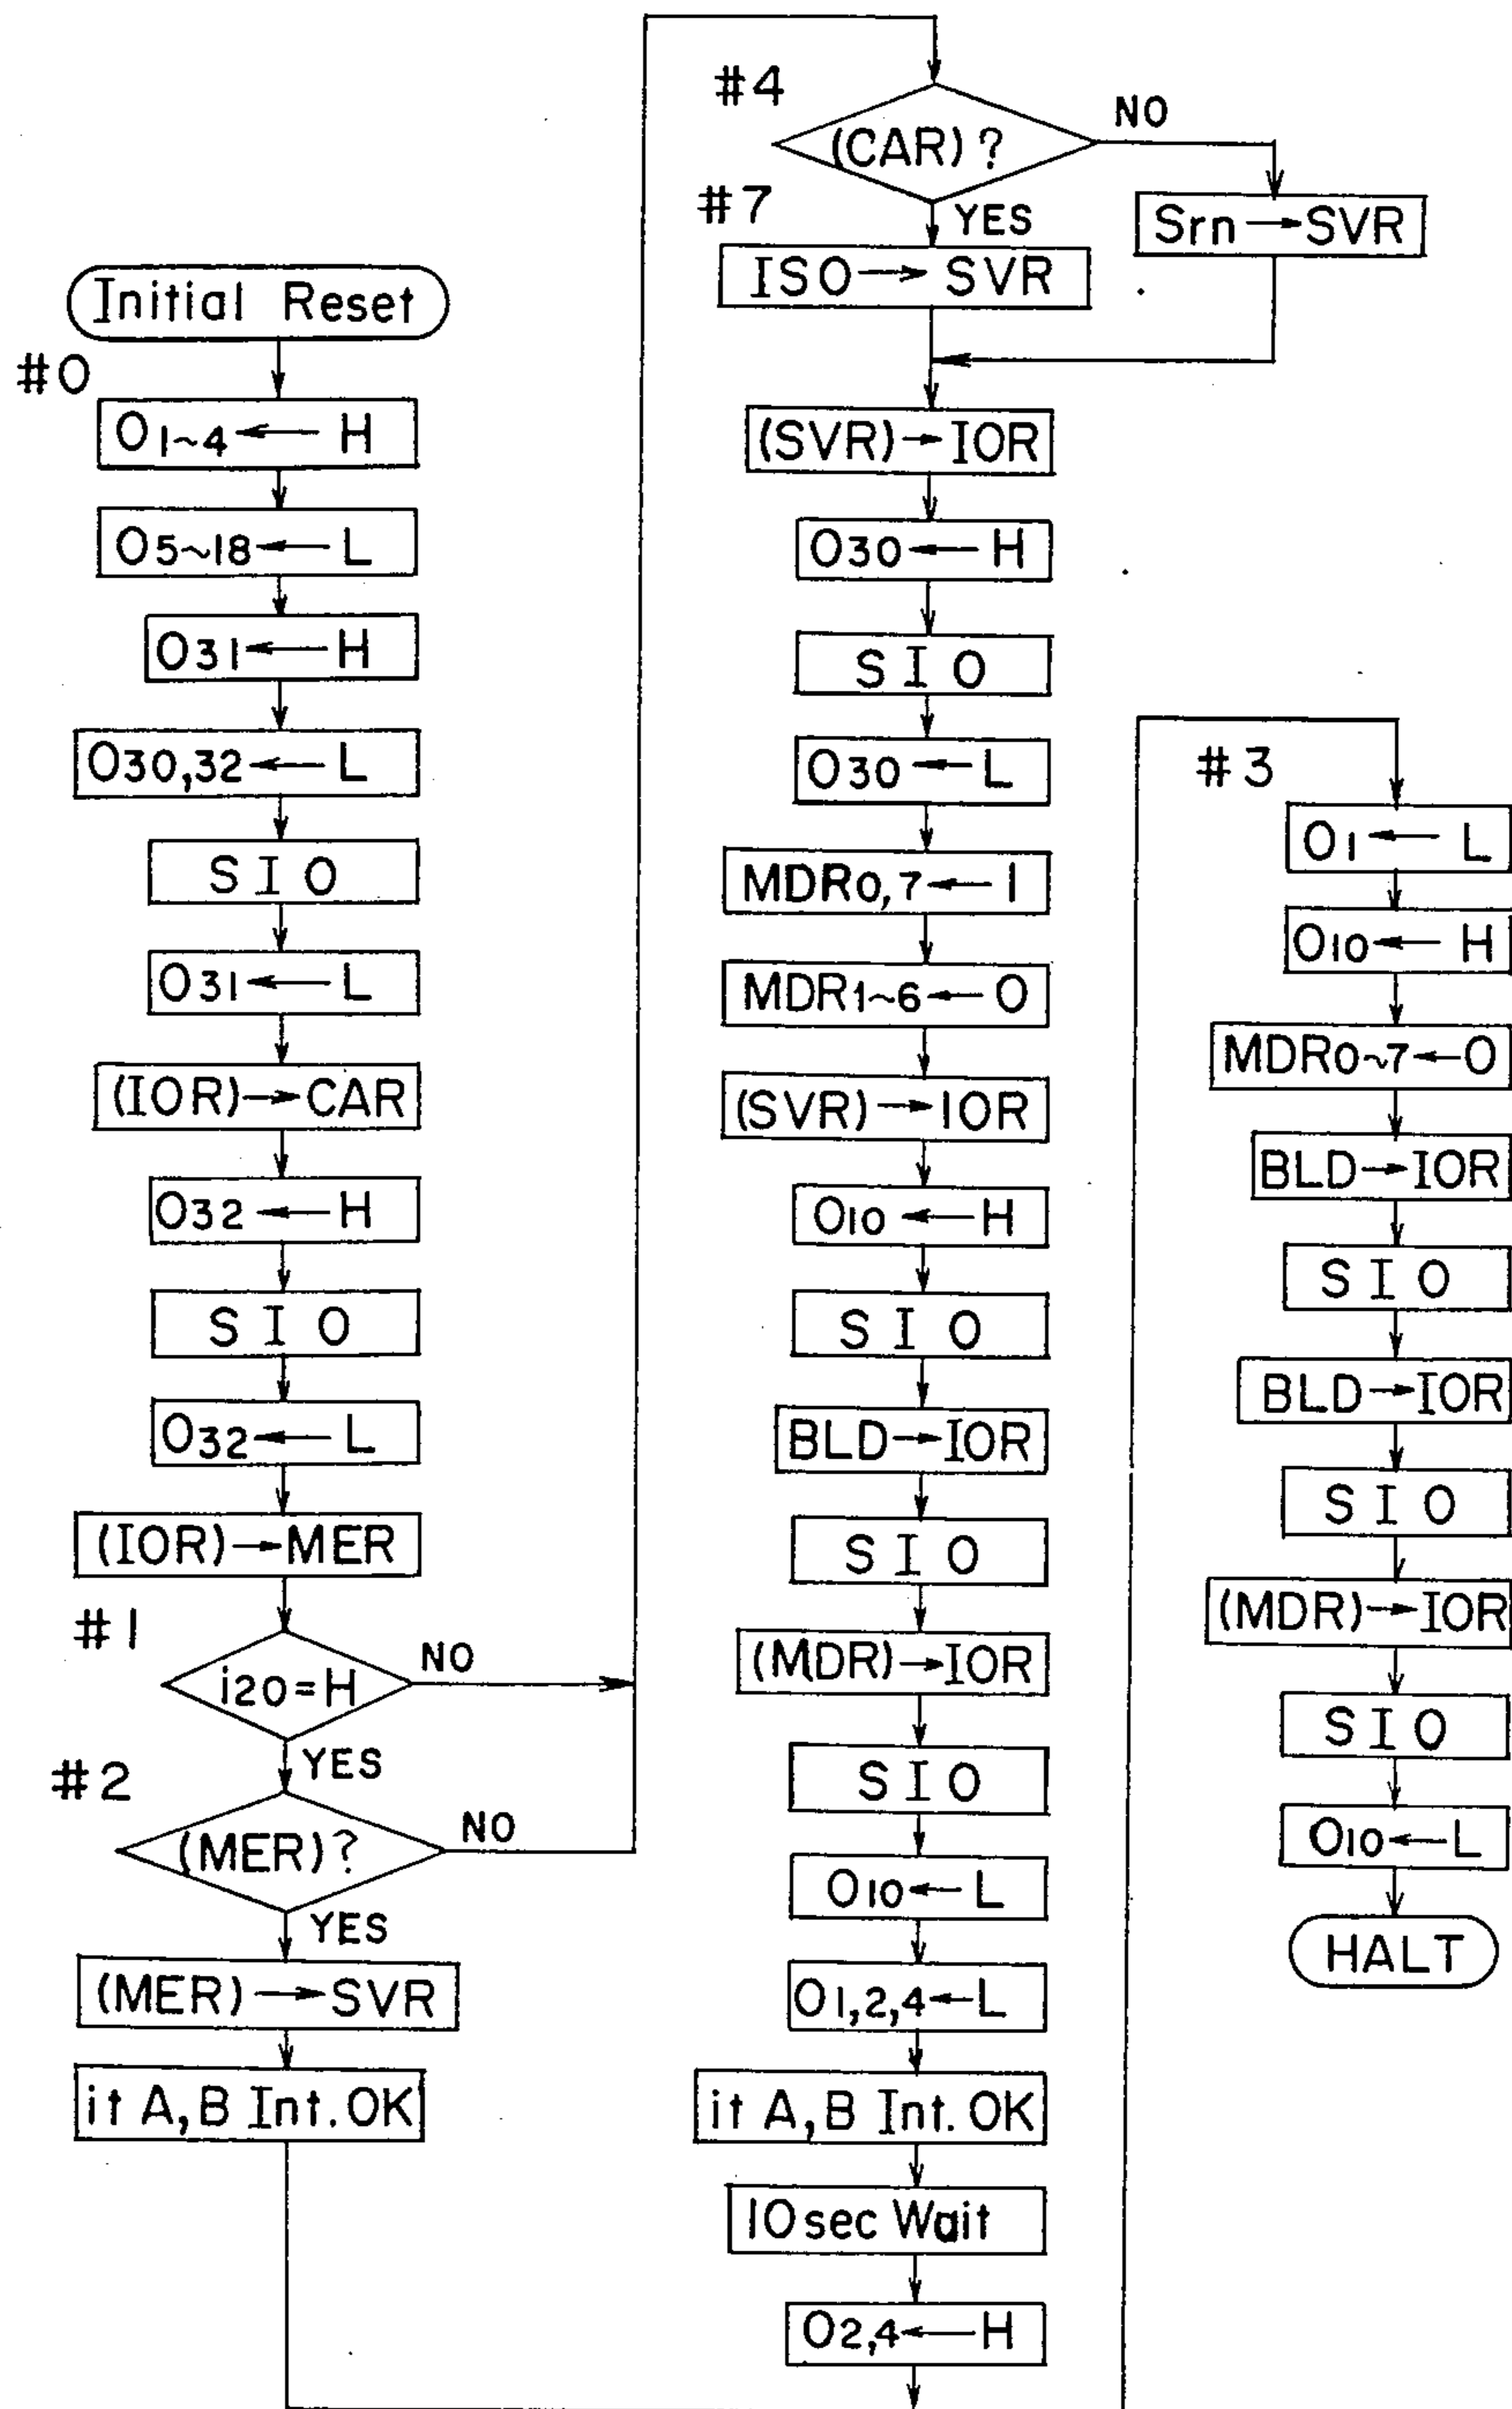 Initial Reset
#0
O1~4 ← H
O5~18 ← L
O31 ← H
O30,32 ← L
SIO
O31 ← L
(IOR) → CAR
O32 ← H
SIO
O32 ← L
(IOR) → MER
#1
i20=H
NO
YES
#2
(MER)?
NO
YES
(MER) → SVR
it A,B Int. OK
#4
(CAR)?
NO
YES
Srn → SVR
#7
ISO → SVR
(SVR) → IOR
O30 ← H
SIO
O30 ← L
MDR0,7 ← 1
MDR1~6 ← 0
(SVR) → IOR
O10 ← H
SIO
BLD → IOR
SIO
(MDR) → IOR
SIO
O10 ← L
O1,2,4 ← L
it A,B Int. OK
10sec Wait
O2,4 ← H
#3
O1 ← L
O10 ← H
MDR0~7 ← 0
BLD → IOR
SIO
BLD → IOR
SIO
(MDR) → IOR
SIO
O10 ← L
HALT